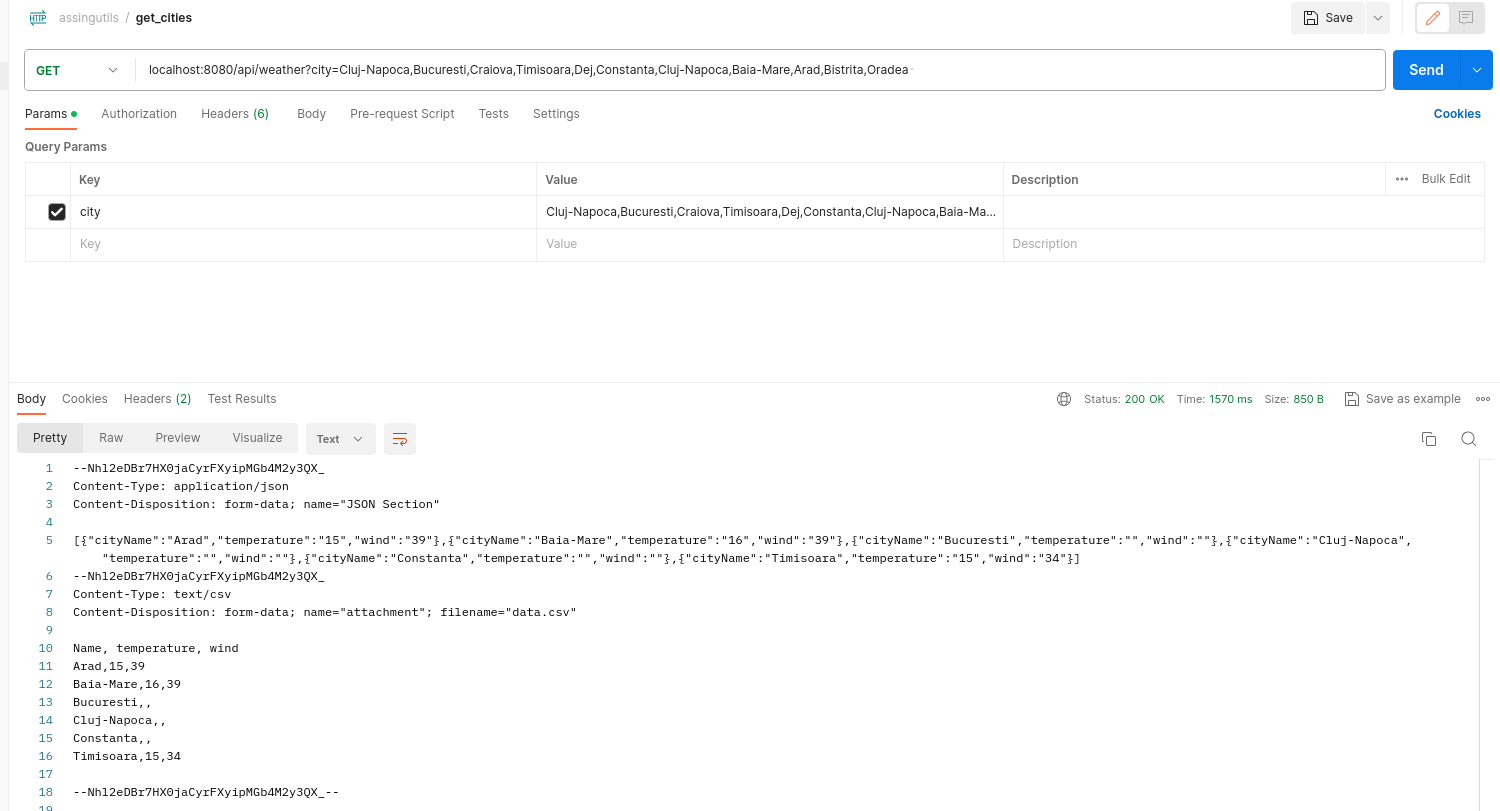 HTTP assingutils / get_cities Save
GET localhost:8080/api/weather?city=Cluj-Napoca,Bucuresti,Craiova,Timisoara,Dej,Constanta,Cluj-Napoca,Baia-Mare,Arad,Bistrita,Oradea Send
Params Authorization Headers (6) Body Pre-request Script Tests Settings Cookies
Query Params
Key Value Description ••• Bulk Edit
city Cluj-Napoca,Bucuresti,Craiova,Timisoara,Dej,Constanta,Cluj-Napoca,Baia-Ma...
Key Value Description
Body Cookies Headers (2) Test Results Status: 200 OK Time: 1570 ms Size: 850 B Save as example
Pretty Raw Preview Visualize Text
1 --Nhl2eDBr7HX0jaCyrFXyipMGb4M2y3QX_
2 Content-Type: application/json
3 Content-Disposition: form-data; name="JSON Section"
4
5 [{"cityName":"Arad","temperature":"15","wind":"39"},{"cityName":"Baia-Mare","temperature":"16","wind":"39"},{"cityName":"Bucuresti","temperature":"","wind":""},{"cityName":"Cluj-Napoca",
"temperature":"","wind":""},{"cityName":"Constanta","temperature":"","wind":""},{"cityName":"Timisoara","temperature":"15","wind":"34"}]
6 --Nhl2eDBr7HX0jaCyrFXyipMGb4M2y3QX_
7 Content-Type: text/csv
8 Content-Disposition: form-data; name="attachment"; filename="data.csv"
9
10 Name, temperature, wind
11 Arad,15,39
12 Baia-Mare,16,39
13 Bucuresti,,
14 Cluj-Napoca,,
15 Constanta,,
16 Timisoara,15,34
17
18 --Nhl2eDBr7HX0jaCyrFXyipMGb4M2y3QX_--
19